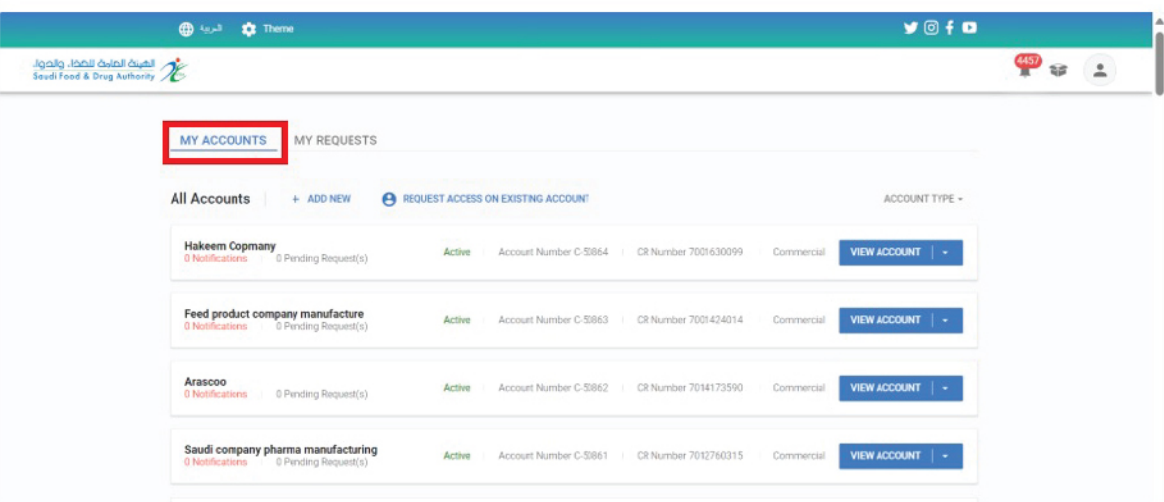 العربية Theme
الهيئة العامة للغذاء والدواء
Saudi Food & Drug Authority
4457
MY ACCOUNTS MY REQUESTS
All Accounts + ADD NEW REQUEST ACCESS ON EXISTING ACCOUNT ACCOUNT TYPE
Hakeem Copmany
0 Notifications 0 Pending Request(s) Active Account Number C-50864 CR Number 7001630099 Commercial VIEW ACCOUNT
Feed product company manufacture
0 Notifications 0 Pending Request(s) Active Account Number C-50863 CR Number 7001424014 Commercial VIEW ACCOUNT
Arascoo
0 Notifications 0 Pending Request(s) Active Account Number C-50862 CR Number 7014173590 Commercial VIEW ACCOUNT
Saudi company pharma manufacturing
0 Notifications 0 Pending Request(s) Active Account Number C-50861 CR Number 7012760315 Commercial VIEW ACCOUNT